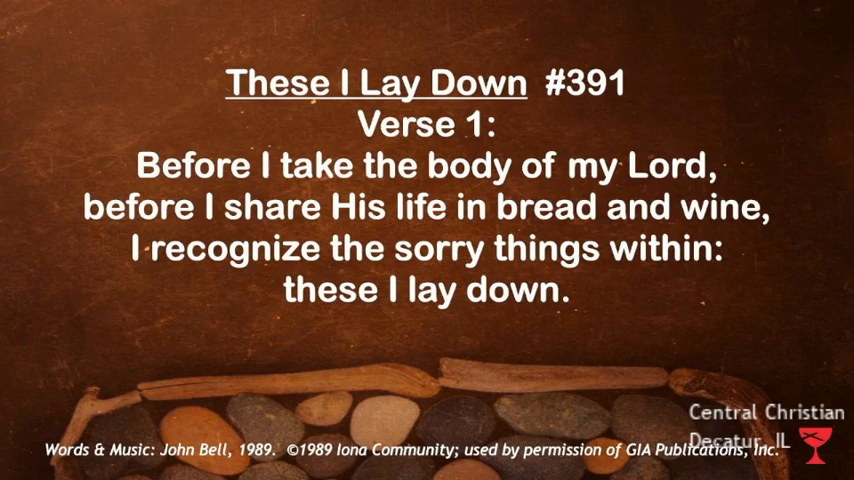 These I Lay Down #391
Verse 1:
Before I take the body of my Lord,
before I share His life in bread and wine,
I recognize the sorry things within:
these I lay down.
Central Christian
Decatur, IL
Words & Music: John Bell, 1989. ©1989 Iona Community; used by permission of GIA Publications, Inc.